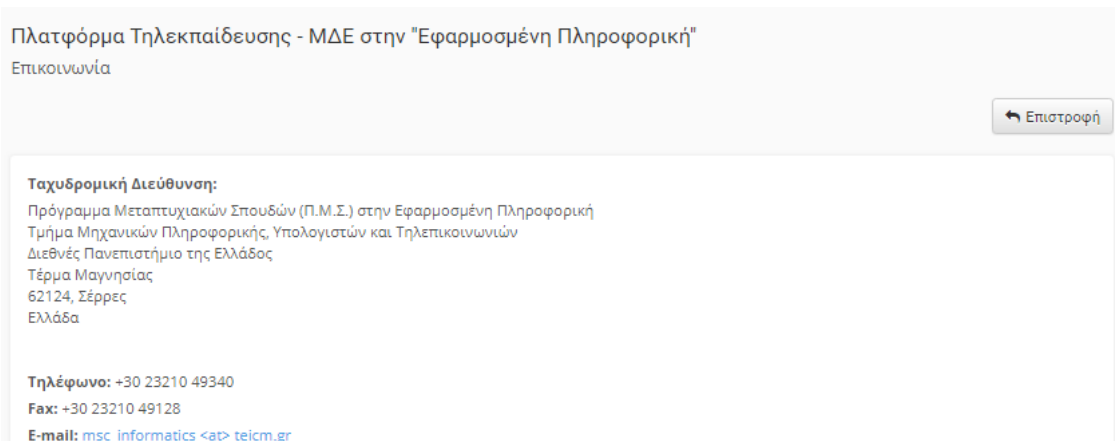 Πλατφόρμα Τηλεκπαίδευσης - ΜΔΕ στην "Εφαρμοσμένη Πληροφορική"
Επικοινωνία
Επιστροφή
Ταχυδρομική Διεύθυνση:
Πρόγραμμα Μεταπτυχιακών Σπουδών (Π.Μ.Σ.) στην Εφαρμοσμένη Πληροφορική
Τμήμα Μηχανικών Πληροφορικής, Υπολογιστών και Τηλεπικοινωνιών
Διεθνές Πανεπιστήμιο της Ελλάδος
Τέρμα Μαγνησίας
62124, Σέρρες
Ελλάδα
Τηλέφωνο: +30 23210 49340
Fax: +30 23210 49128
E-mail: msc_informatics <at> teicm.gr